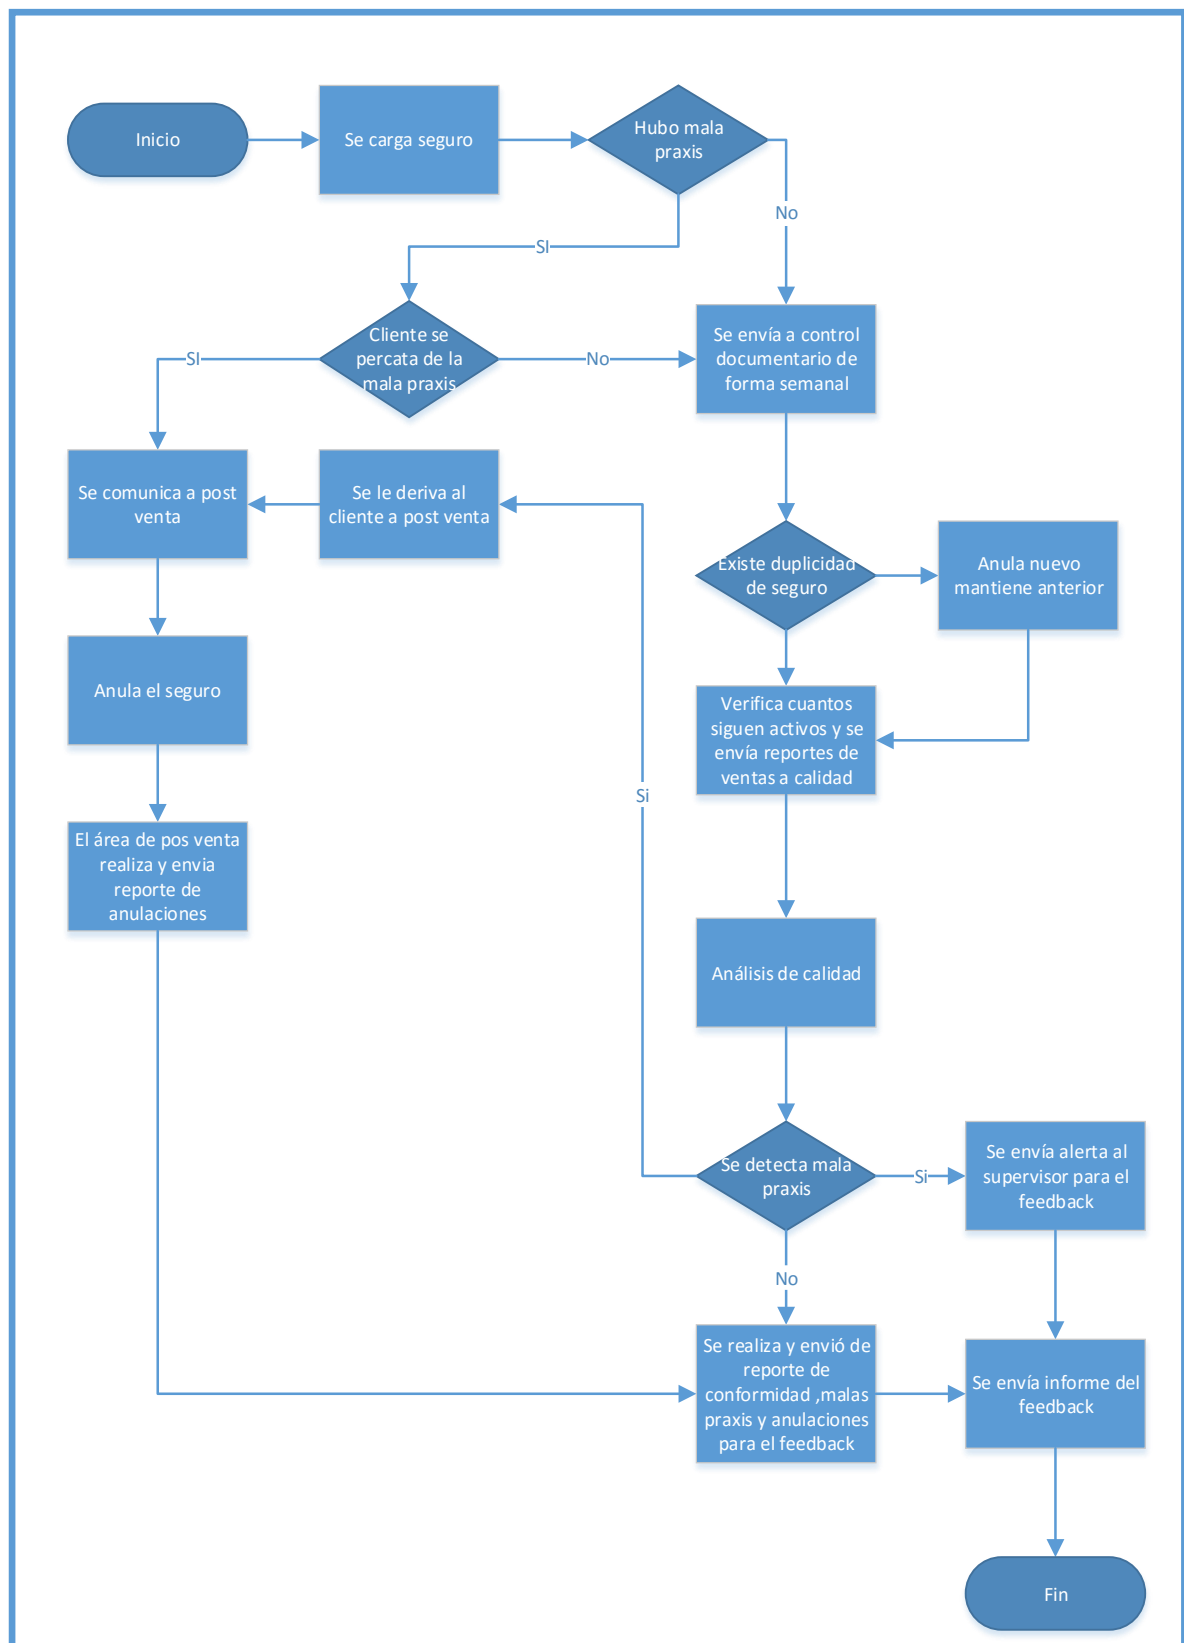 Inicio
Se carga seguro
Hubo mala
praxis
No
SI
Cliente se
percata de la
mala praxis
SI
No
Se envía a control
documentario de
forma semanal
Se comunica a post
venta
Se le deriva al
cliente a post venta
Existe duplicidad
de seguro
Anula nuevo
mantiene anterior
Anula el seguro
Verifica cuantos
siguen activos y se
envía reportes de
ventas a calidad
Si
El área de pos venta
realiza y envia
reporte de
anulaciones
Análisis de calidad
Se detecta mala
praxis
Si
Se envía alerta al
supervisor para el
feedback
No
Se realiza y envió de
reporte de
conformidad ,malas
praxis y anulaciones
para el feedback
Se envía informe del
feedback
Fin